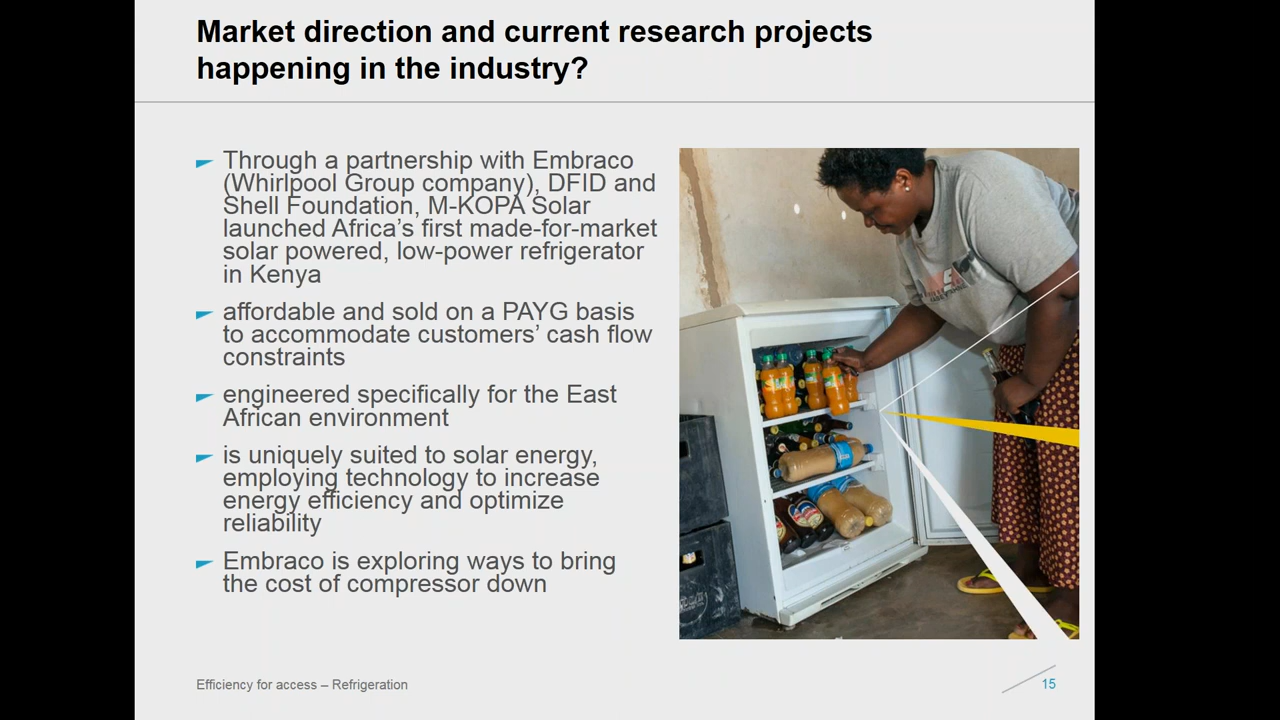 Market direction and current research projects
happening in the industry?
Through a partnership with Embraco
(Whirlpool Group company), DFID and
Shell Foundation, M-KOPA Solar
launched Africa’s first made-for-market
solar powered, low-power refrigerator
in Kenya
affordable and sold on a PAYG basis
to accommodate customers’ cash flow
constraints
engineered specifically for the East
African environment
is uniquely suited to solar energy,
employing technology to increase
energy efficiency and optimize
reliability
Embraco is exploring ways to bring
the cost of compressor down
Efficiency for access – Refrigeration
15